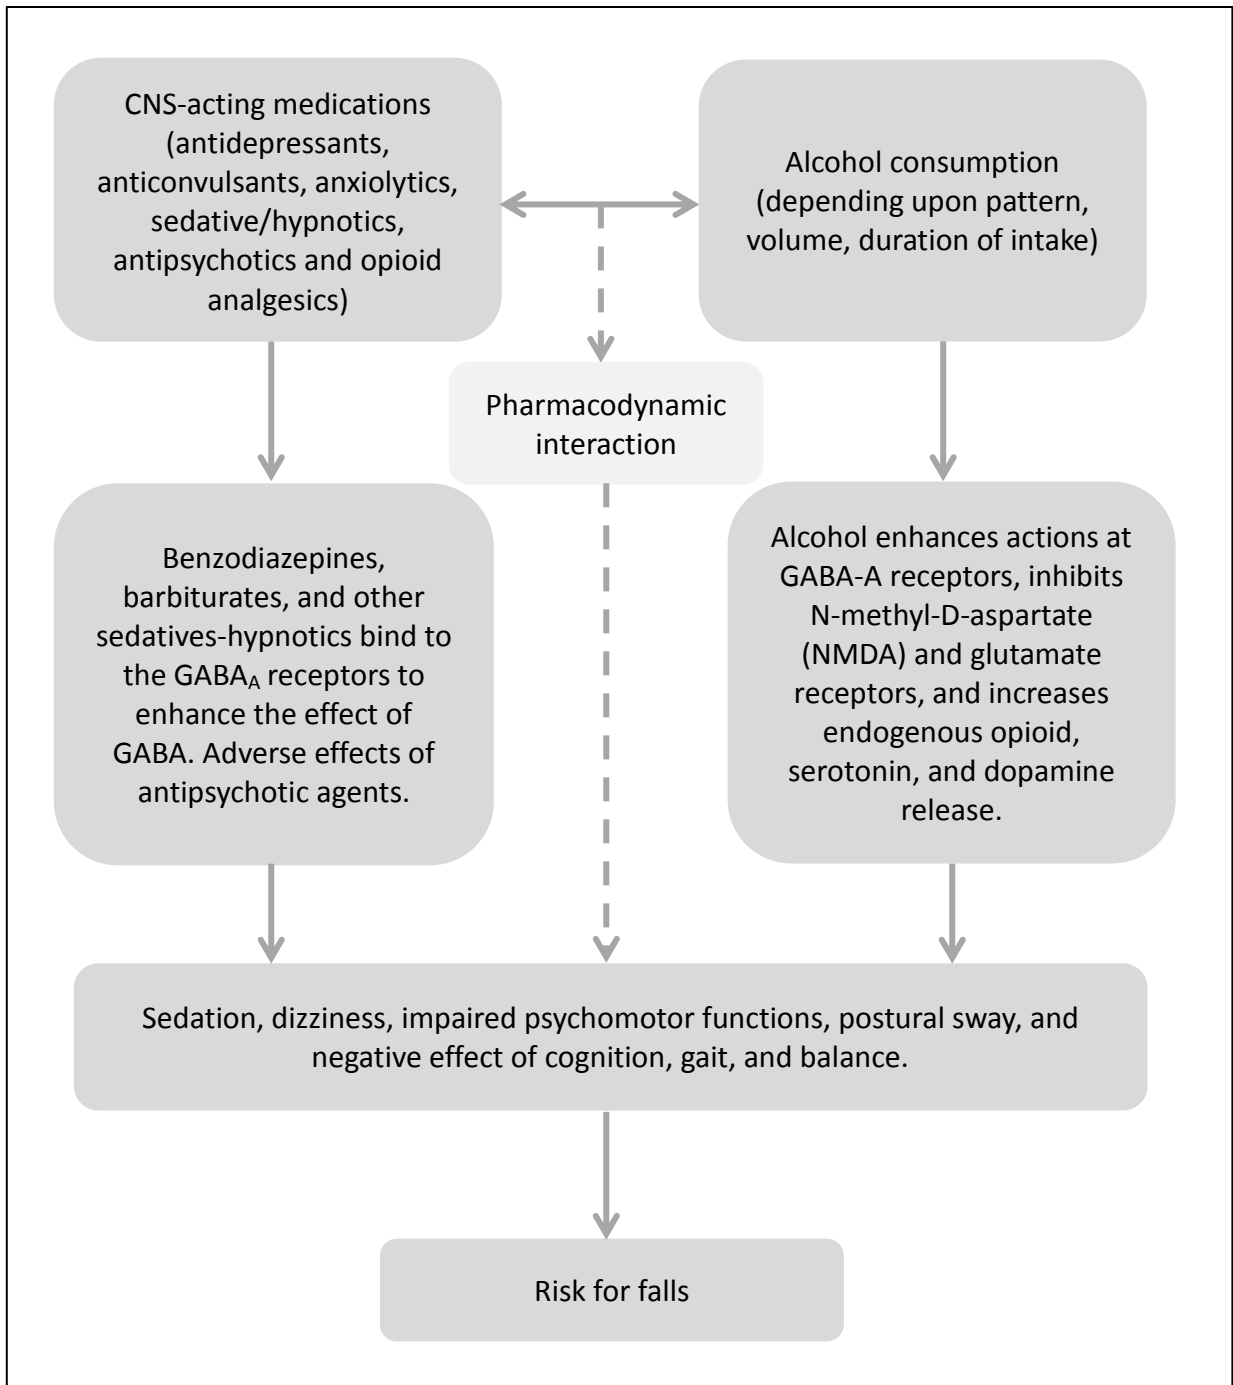 CNS-acting medications
(antidepressants,
anticonvulsants, anxiolytics,
sedative/hypnotics,
antipsychotics and opioid
analgesics)
Alcohol consumption
(depending upon pattern,
volume, duration of intake)
Pharmacodynamic
interaction
Benzodiazepines,
barbiturates, and other
sedatives-hypnotics bind to
the GABA_A receptors to
enhance the effect of
GABA. Adverse effects of
antipsychotic agents.
Alcohol enhances actions at
GABA-A receptors, inhibits
N-methyl-D-aspartate
(NMDA) and glutamate
receptors, and increases
endogenous opioid,
serotonin, and dopamine
release.
Sedation, dizziness, impaired psychomotor functions, postural sway, and
negative effect of cognition, gait, and balance.
Risk for falls